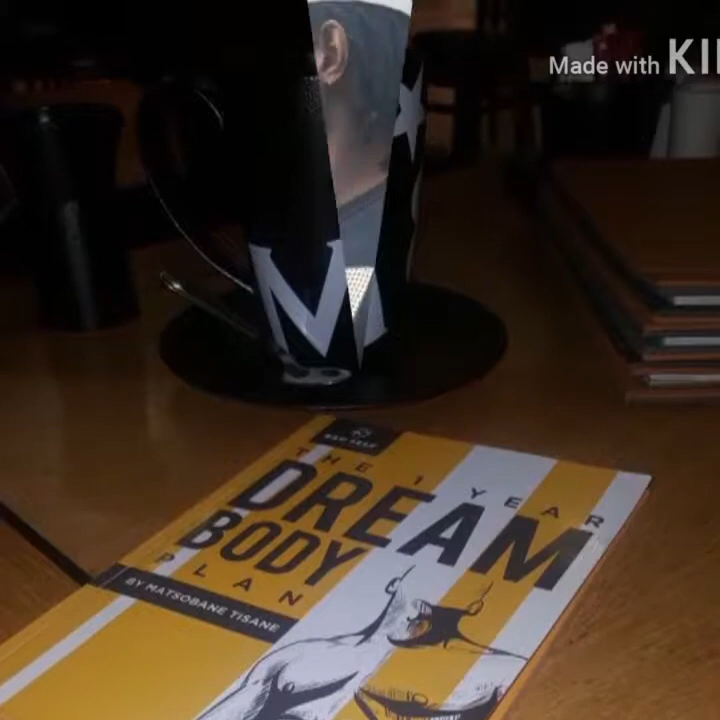 Made with KI
M
THE 1 YEAR
DREAM
BODY
PLAN
BY MATSOBANE TISANE